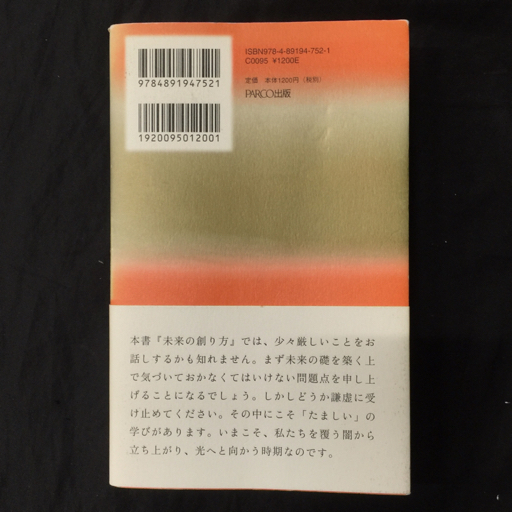 ISBN978-4-89194-752-1
C0095 ¥1200E
定価 本体1200円(税別)
PARCO出版
9784891947521
1920095012001
本書『未来の創り方』では、少々厳しいことをお
話しするかも知れません。まず未来の礎を築く上
で気づいておかなくてはいけない問題点を申し上
げることになるでしょう。しかしどうか謙虚に受
け止めてください。その中にこそ「たましい」の
学びがあります。いまこそ、私たちを覆う闇から
立ち上がり、光へと向かう時期なのです。